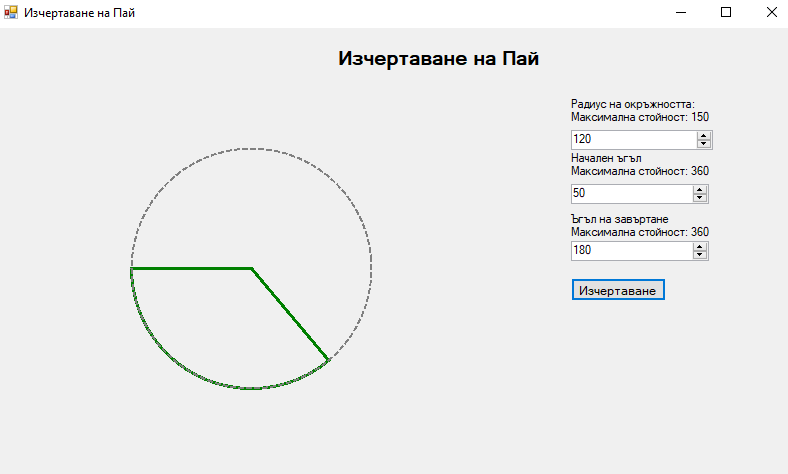 Изчертаване на Пай
Изчертаване на Пай
Радиус на окръжността:
Максимална стойност: 150
120
Начален ъгъл
Максимална стойност: 360
50
Ъгъл на завъртане
Максимална стойност: 360
180
Изчертаване